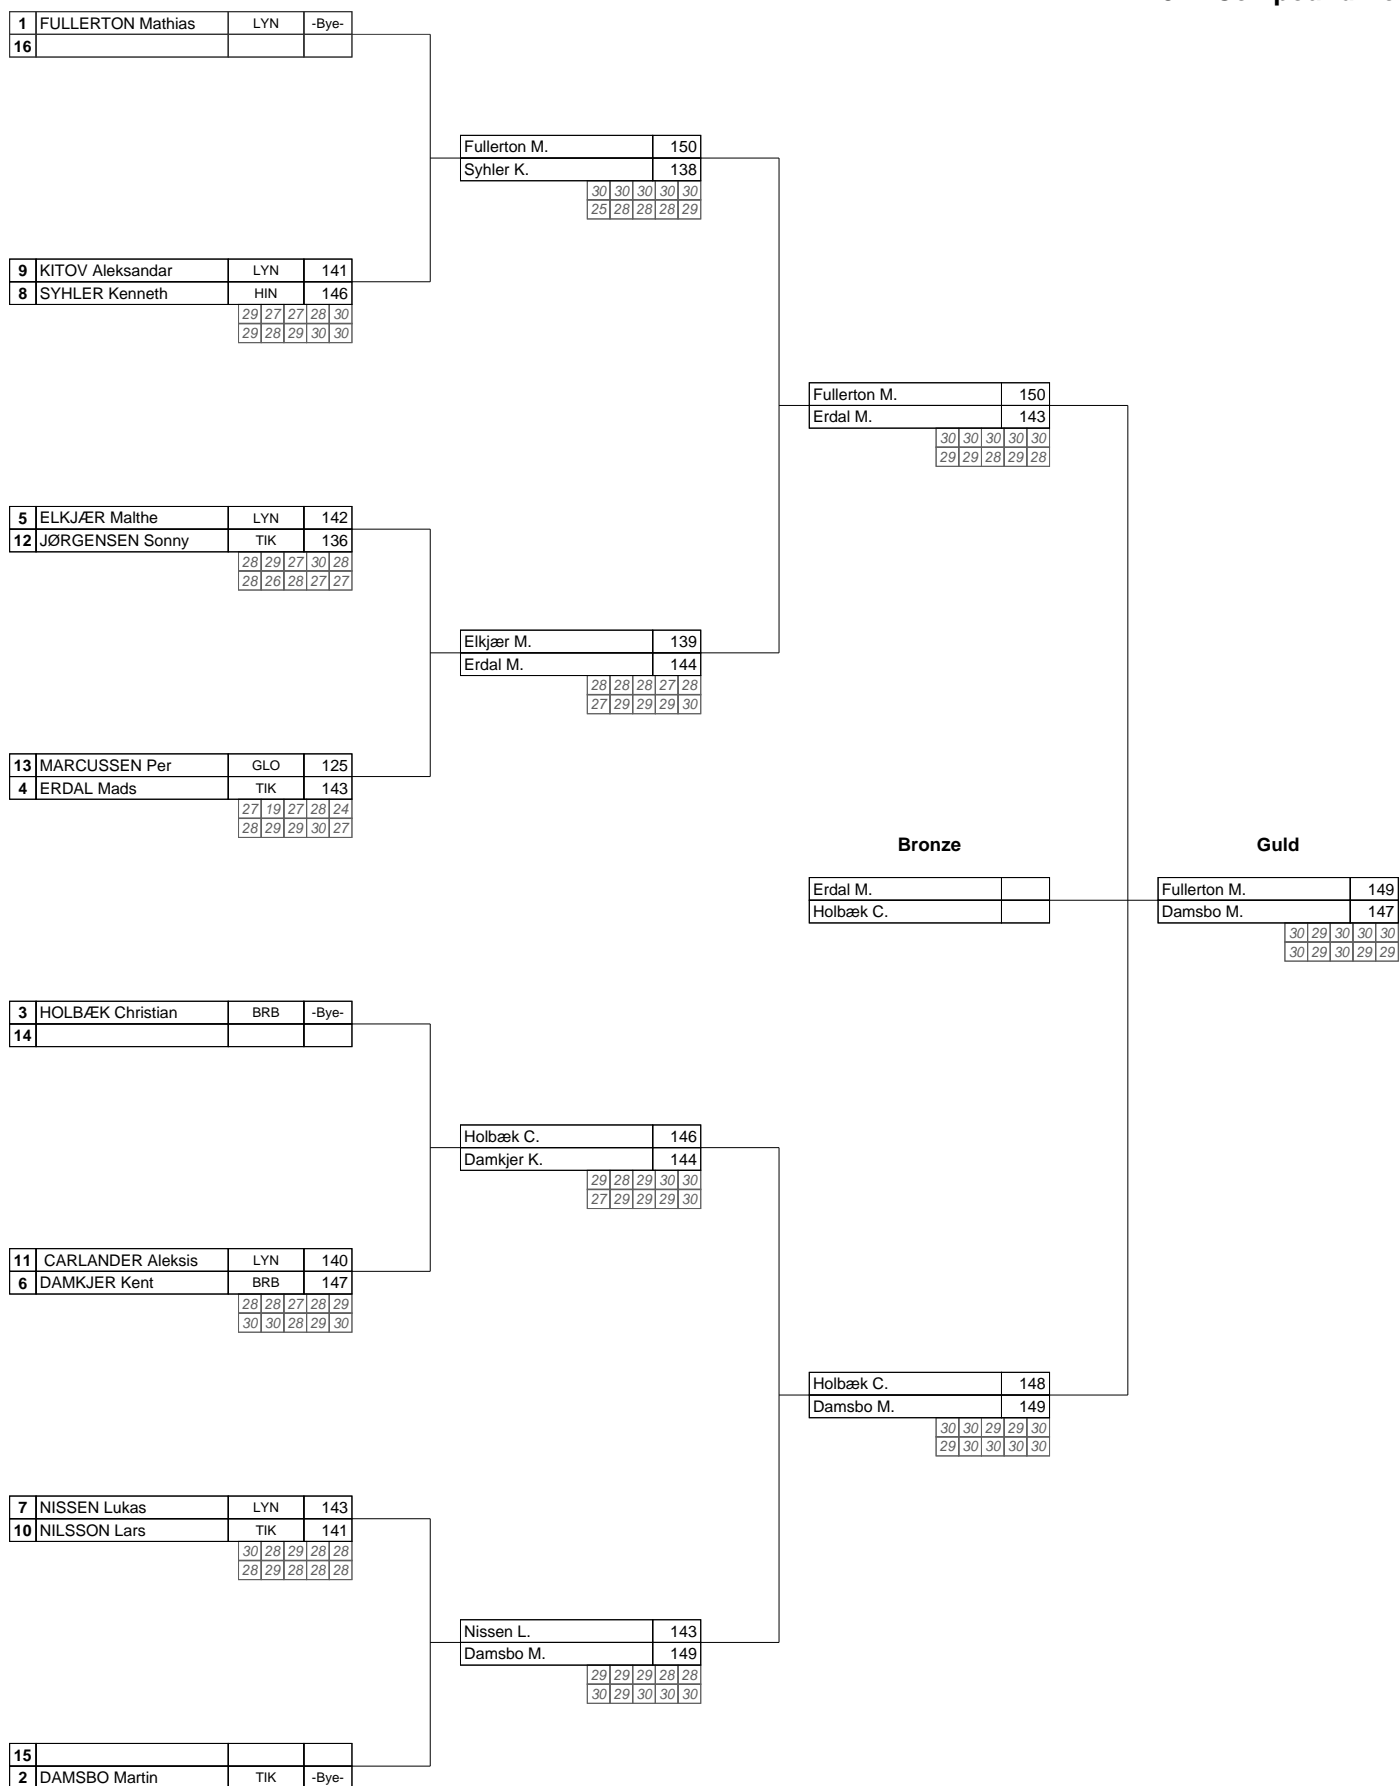 1 FULLERTON Mathias LYN -Bye-
16
Fullerton M. 150
Syhler K. 138
30 30 30 30 30
25 28 28 28 29
9 KITOV Aleksandar LYN 141
8 SYHLER Kenneth HIN 146
29 27 27 28 30
29 28 29 30 30
Fullerton M. 150
Erdal M. 143
30 30 30 30 30
29 29 28 29 28
5 ELKJÆR Malthe LYN 142
12 JØRGENSEN Sonny TIK 136
28 29 27 30 28
28 26 28 27 27
Elkjær M. 139
Erdal M. 144
28 28 28 27 28
27 29 29 29 30
13 MARCUSSEN Per GLO 125
4 ERDAL Mads TIK 143
27 19 27 28 24
28 29 29 30 27
Bronze Guld
Erdal M. Fullerton M. 149
Holbæk C. Damsbo M. 147
30 29 30 30 30
30 29 30 29 29
3 HOLBÆK Christian BRB -Bye-
14
Holbæk C. 146
Damkjer K. 144
29 28 29 30 30
27 29 29 29 30
11 CARLANDER Aleksis LYN 140
6 DAMKJER Kent BRB 147
28 28 27 28 29
30 30 28 29 30
Holbæk C. 148
Damsbo M. 149
30 30 29 29 30
29 30 30 30 30
7 NISSEN Lukas LYN 143
10 NILSSON Lars TIK 141
30 28 29 28 28
28 29 28 28 28
Nissen L. 143
Damsbo M. 149
29 29 29 28 28
30 29 30 30 30
15
2 DAMSBO Martin TIK -Bye-